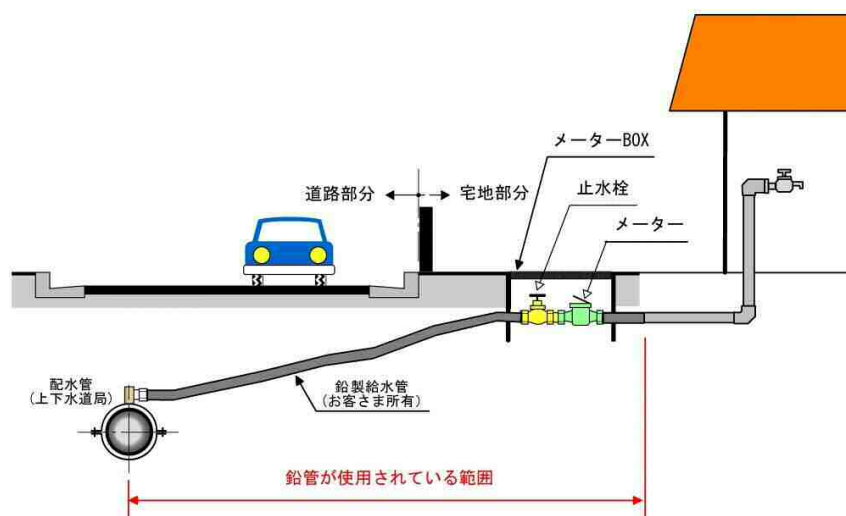 メーターBOX
道路部分
宅地部分
止水栓
メーター
配水管
(上下水道局)
鉛製給水管
(お客さま所有)
鉛管が使用されている範囲